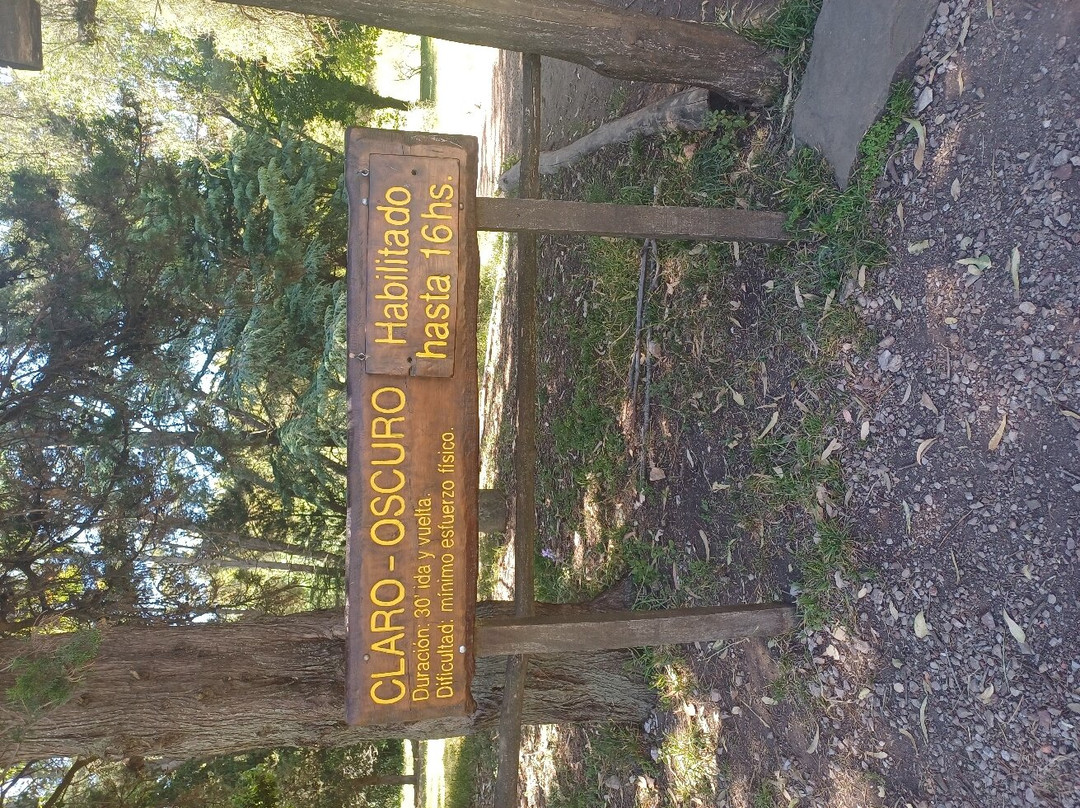 CLARO-OSCURO
Duración: 30' ida y vuelta.
Dificultad: mínimo esfuerzo físico.
Habilitado
hasta 16hs.